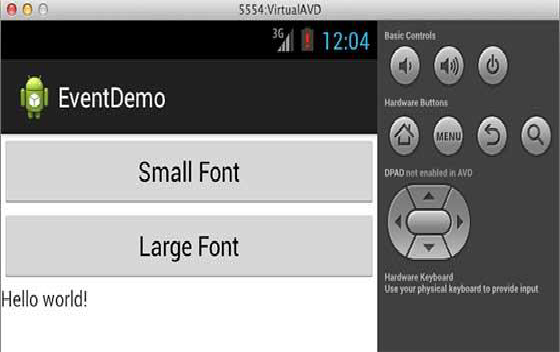 5554:VirtualAVD
3G 12:04
EventDemo
Small Font
Large Font
Hello world!
Basic Controls
Hardware Buttons
MENU
DPAD not enabled in AVD
Hardware Keyboard
Use your physical keyboard to provide input